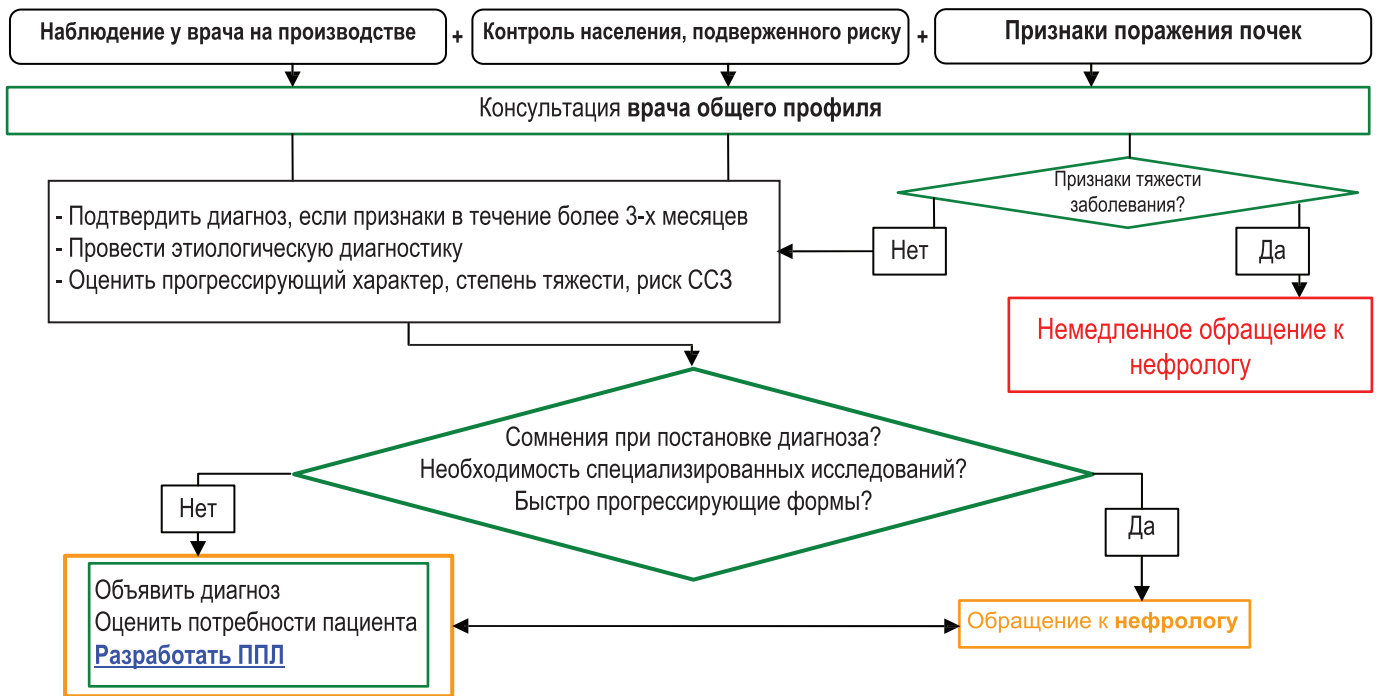 Наблюдение у врача на производстве + Контроль населения, подверженного риску + Признаки поражения почек
Консультация врача общего профиля
Признаки тяжести
заболевания?
- Подтвердить диагноз, если признаки в течение более 3-х месяцев
- Провести этиологическую диагностику
- Оценить прогрессирующий характер, степень тяжести, риск ССЗ
Нет
Да
Немедленное обращение к
нефрологу
Сомнения при постановке диагноза?
Необходимость специализированных исследований?
Быстро прогрессирующие формы?
Нет
Да
Объявить диагноз
Оценить потребности пациента
Разработать ППЛ
Обращение к нефрологу